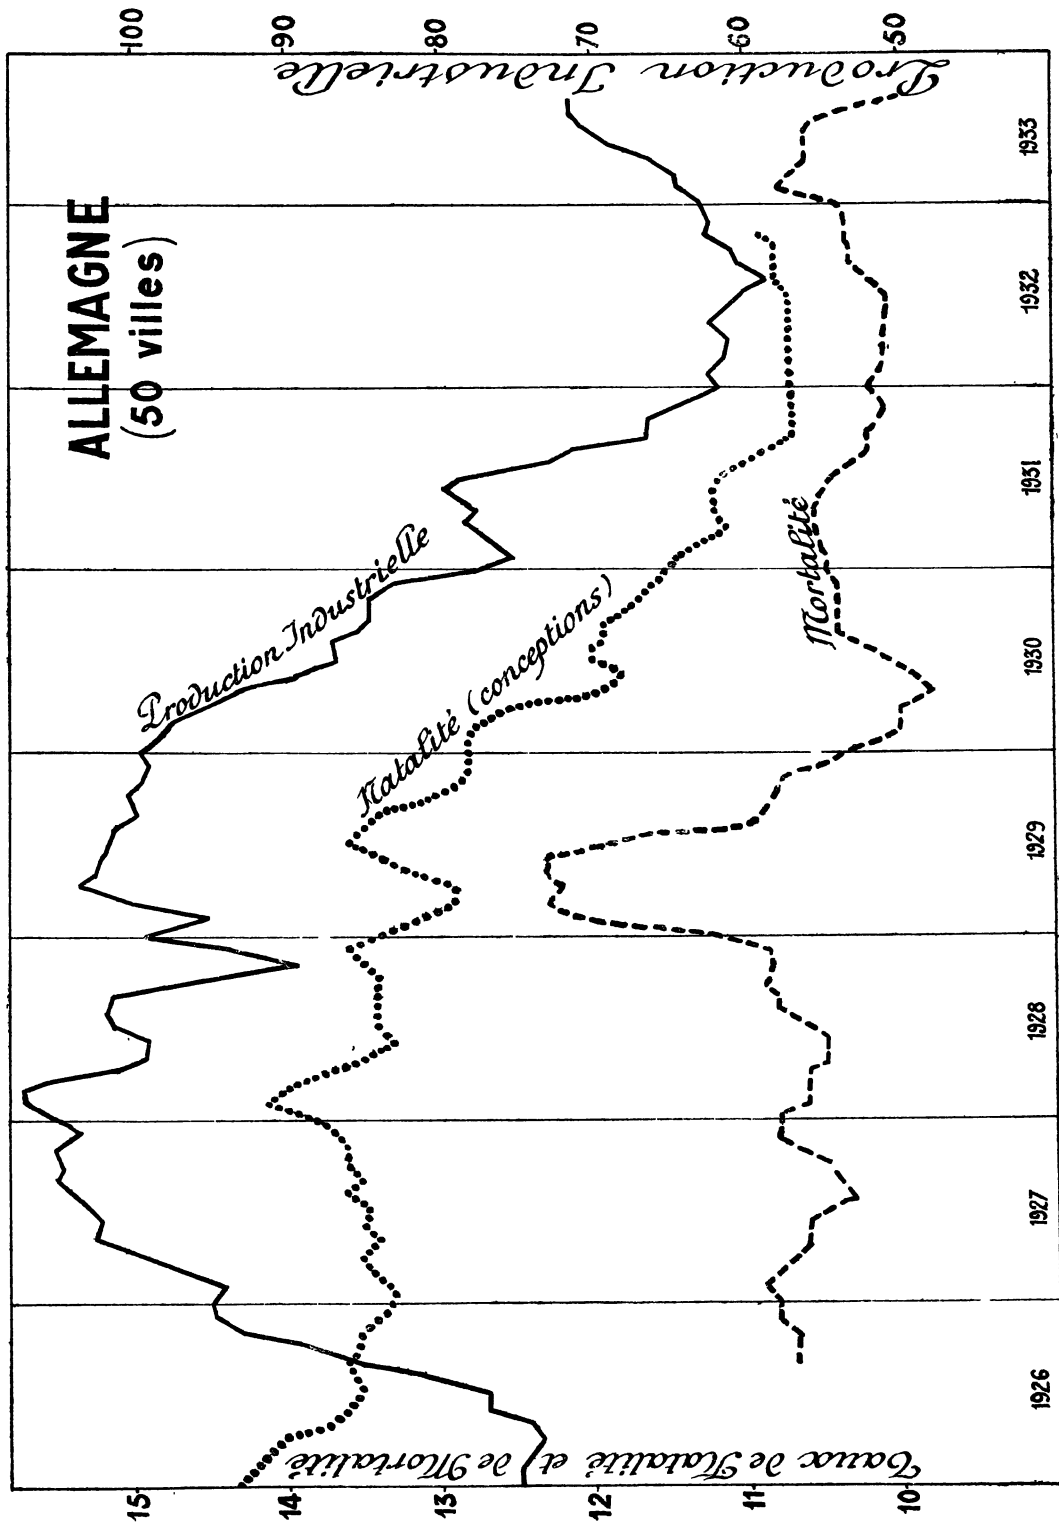 ALLEMAGNE
(50 villes)
Production Industrielle
Natalité (conceptions)
Mortalité
Taux de Natalité et de Mortalité
15
14
13
12
11
10
Production Industrielle
100
90
80
70
60
50
1926
1927
1928
1929
1930
1931
1932
1933